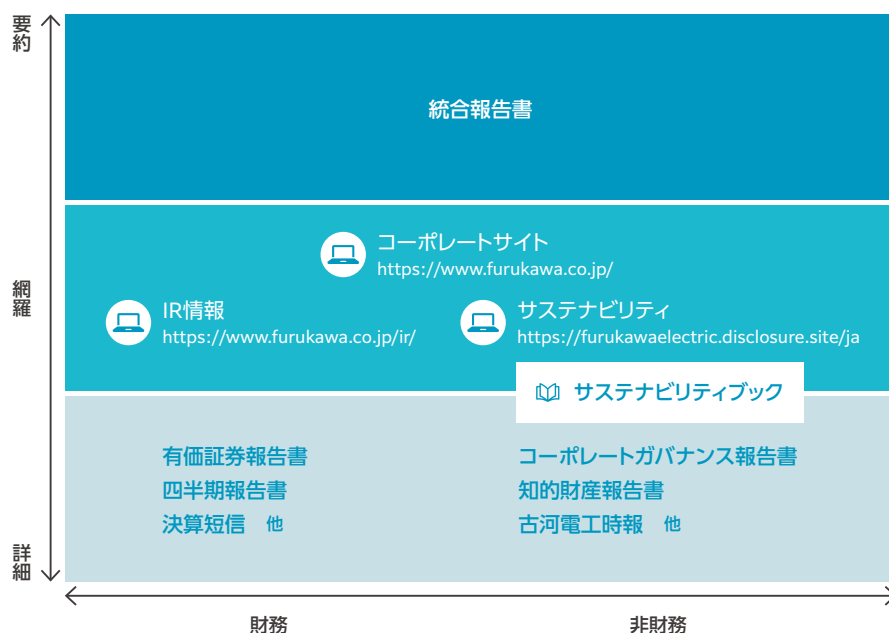 要約
統合報告書
網羅
コーポレートサイト
https://www.furukawa.co.jp/
IR情報
https://www.furukawa.co.jp/ir/
サステナビリティ
https://furukawaelectric.disclosure.site/ja
サステナビリティブック
有価証券報告書
四半期報告書
決算短信 他
コーポレートガバナンス報告書
知的財産報告書
古河電工時報 他
詳細
財務
非財務